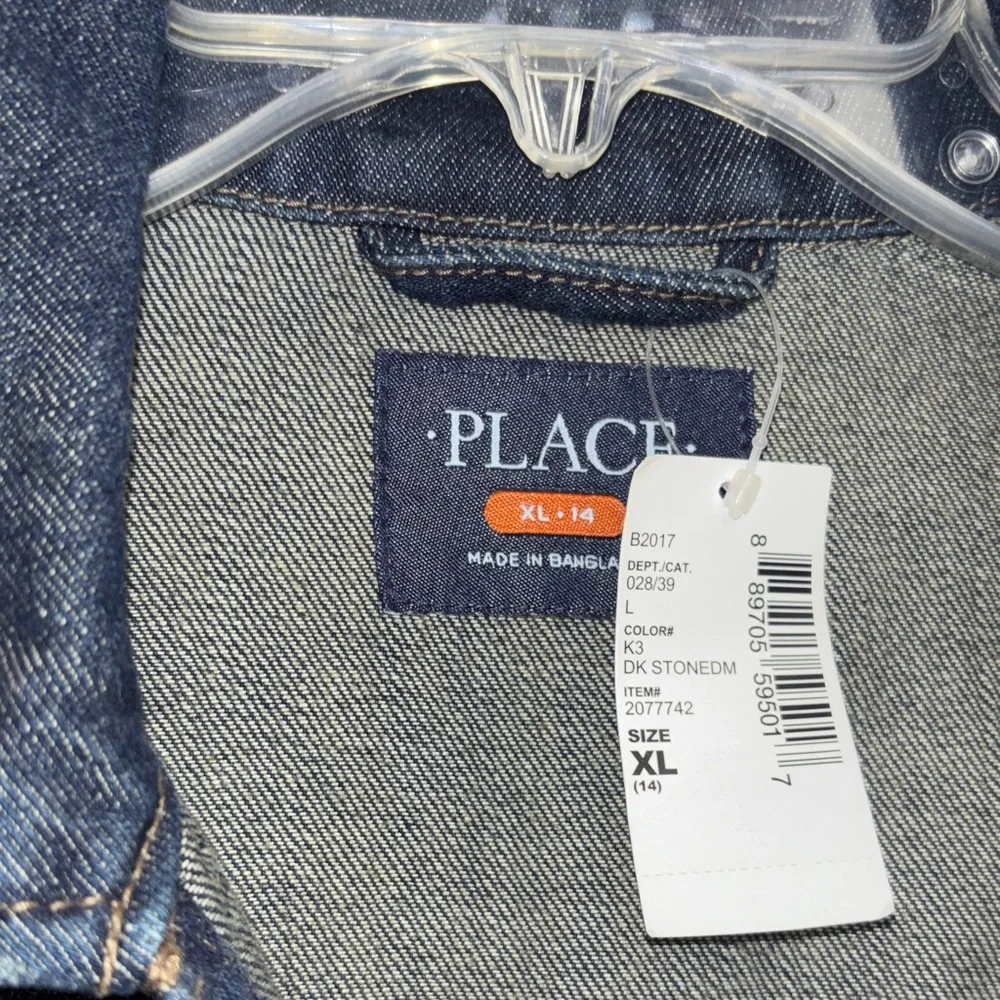 ·PLACE·
XL · 14
MADE IN BANGLA
B2017
DEPT./CAT.
028/39
L
COLOR#
K3
DK STONEDM
ITEM#
2077742
SIZE
XL
(14)
8 89705 59501 7